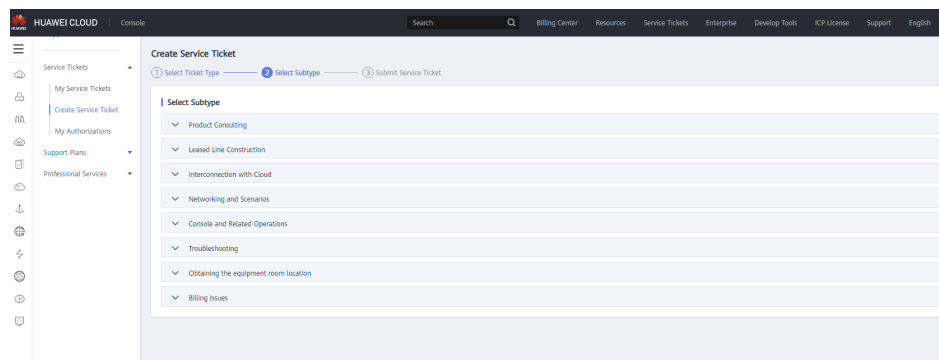 HUAWEI
HUAWEI CLOUD
Console
Search
Billing Center
Resources
Service Tickets
Enterprise
Develop Tools
ICP License
Support
English
Service Tickets
My Service Tickets
Create Service Ticket
My Authorizations
Support Plans
Professional Services
Create Service Ticket
1 Select Ticket Type
2 Select Subtype
3 Submit Service Ticket
Select Subtype
Product Consulting
Leased Line Construction
Interconnection with Cloud
Networking and Scenarios
Console and Related Operations
Troubleshooting
Obtaining the equipment room location
Billing Issues